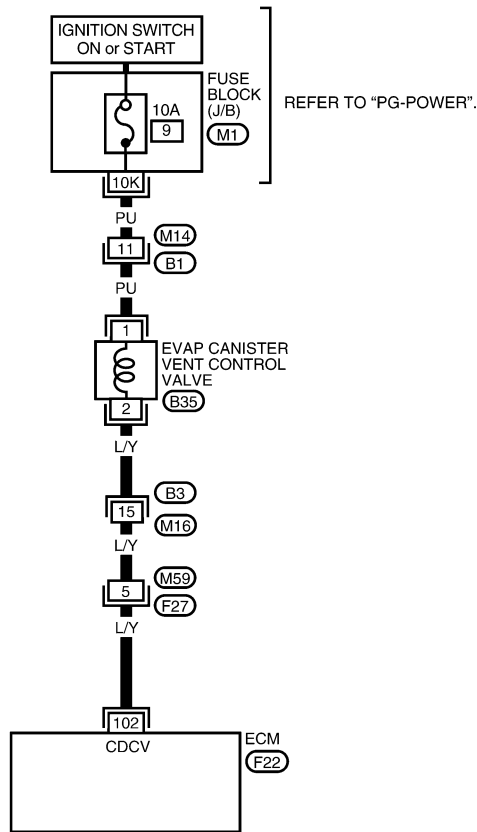 IGNITION SWITCH
ON or START
FUSE
BLOCK
(J/B)
10A
9
M1
REFER TO “PG-POWER”.
10K
PU
M14
11
B1
PU
1
EVAP CANISTER
VENT CONTROL
VALVE
B35
2
L/Y
B3
15
M16
L/Y
M59
5
F27
L/Y
102
CDCV
ECM
F22